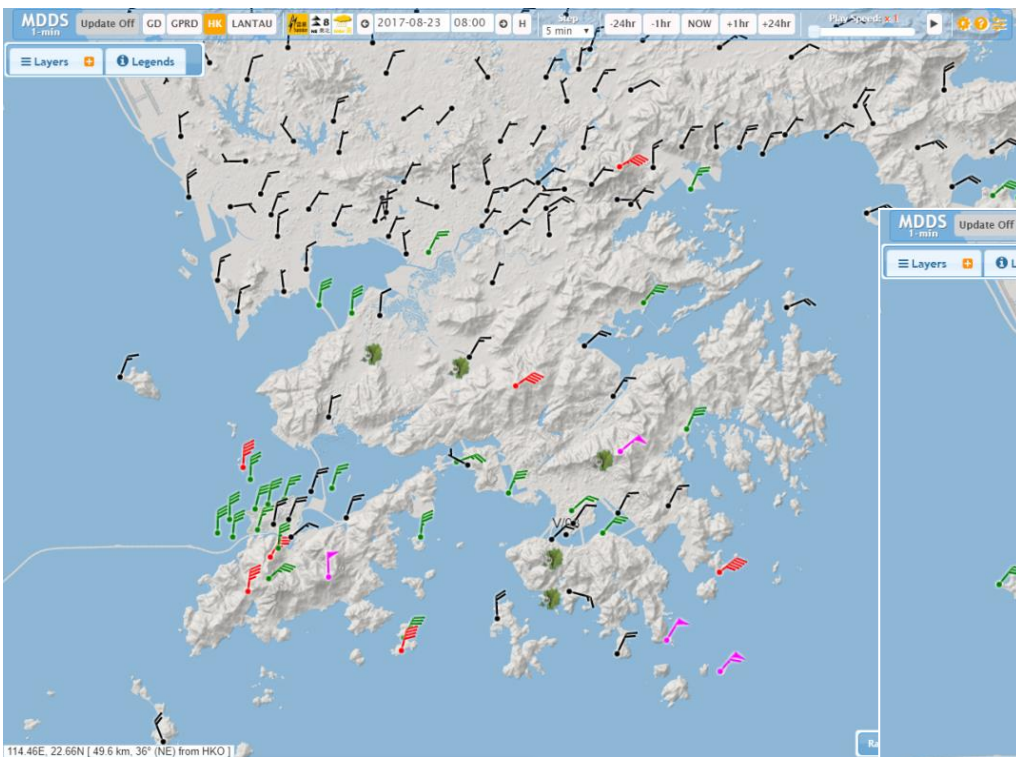 MDDS
1-min
Update Off
GD
GPRD
HK
LANTAU
8
2017-08-23
08:00
H
Step
5 min
-24hr
-1hr
NOW
+1hr
+24hr
Play Speed: x 1
Layers
Legends
MDDS
1-min
Update Off
Layers
L
114.46E, 22.66N [ 49.6 km, 36° (NE) from HKO ]
Ra